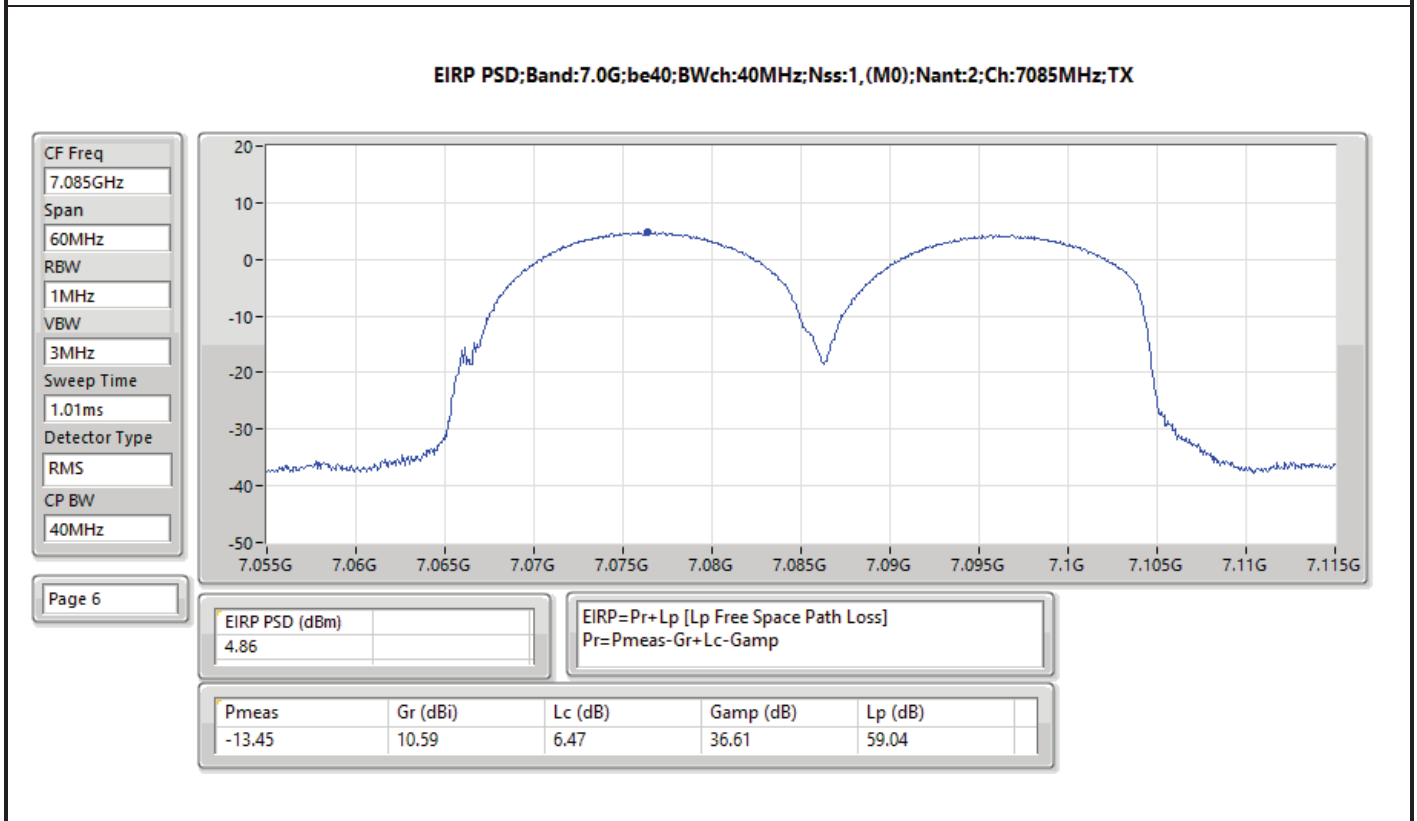 EIRP PSD;Band:7.0G;be40;BWch:40MHz;Nss:1,(M0);Nant:2;Ch:7085MHz;TX
CF Freq
7.085GHz
Span
60MHz
RBW
1MHz
VBW
3MHz
Sweep Time
1.01ms
Detector Type
RMS
CP BW
40MHz
Page 6
20
10
0
-10
-20
-30
-40
-50
7.055G 7.06G 7.065G 7.07G 7.075G 7.08G 7.085G 7.09G 7.095G 7.1G 7.105G 7.11G 7.115G
EIRP PSD (dBm)
4.86
EIRP=Pr+Lp [Lp Free Space Path Loss]
Pr=Pmeas-Gr+Lc-Gamp
Pmeas Gr (dBi) Lc (dB) Gamp (dB) Lp (dB)
-13.45 10.59 6.47 36.61 59.04